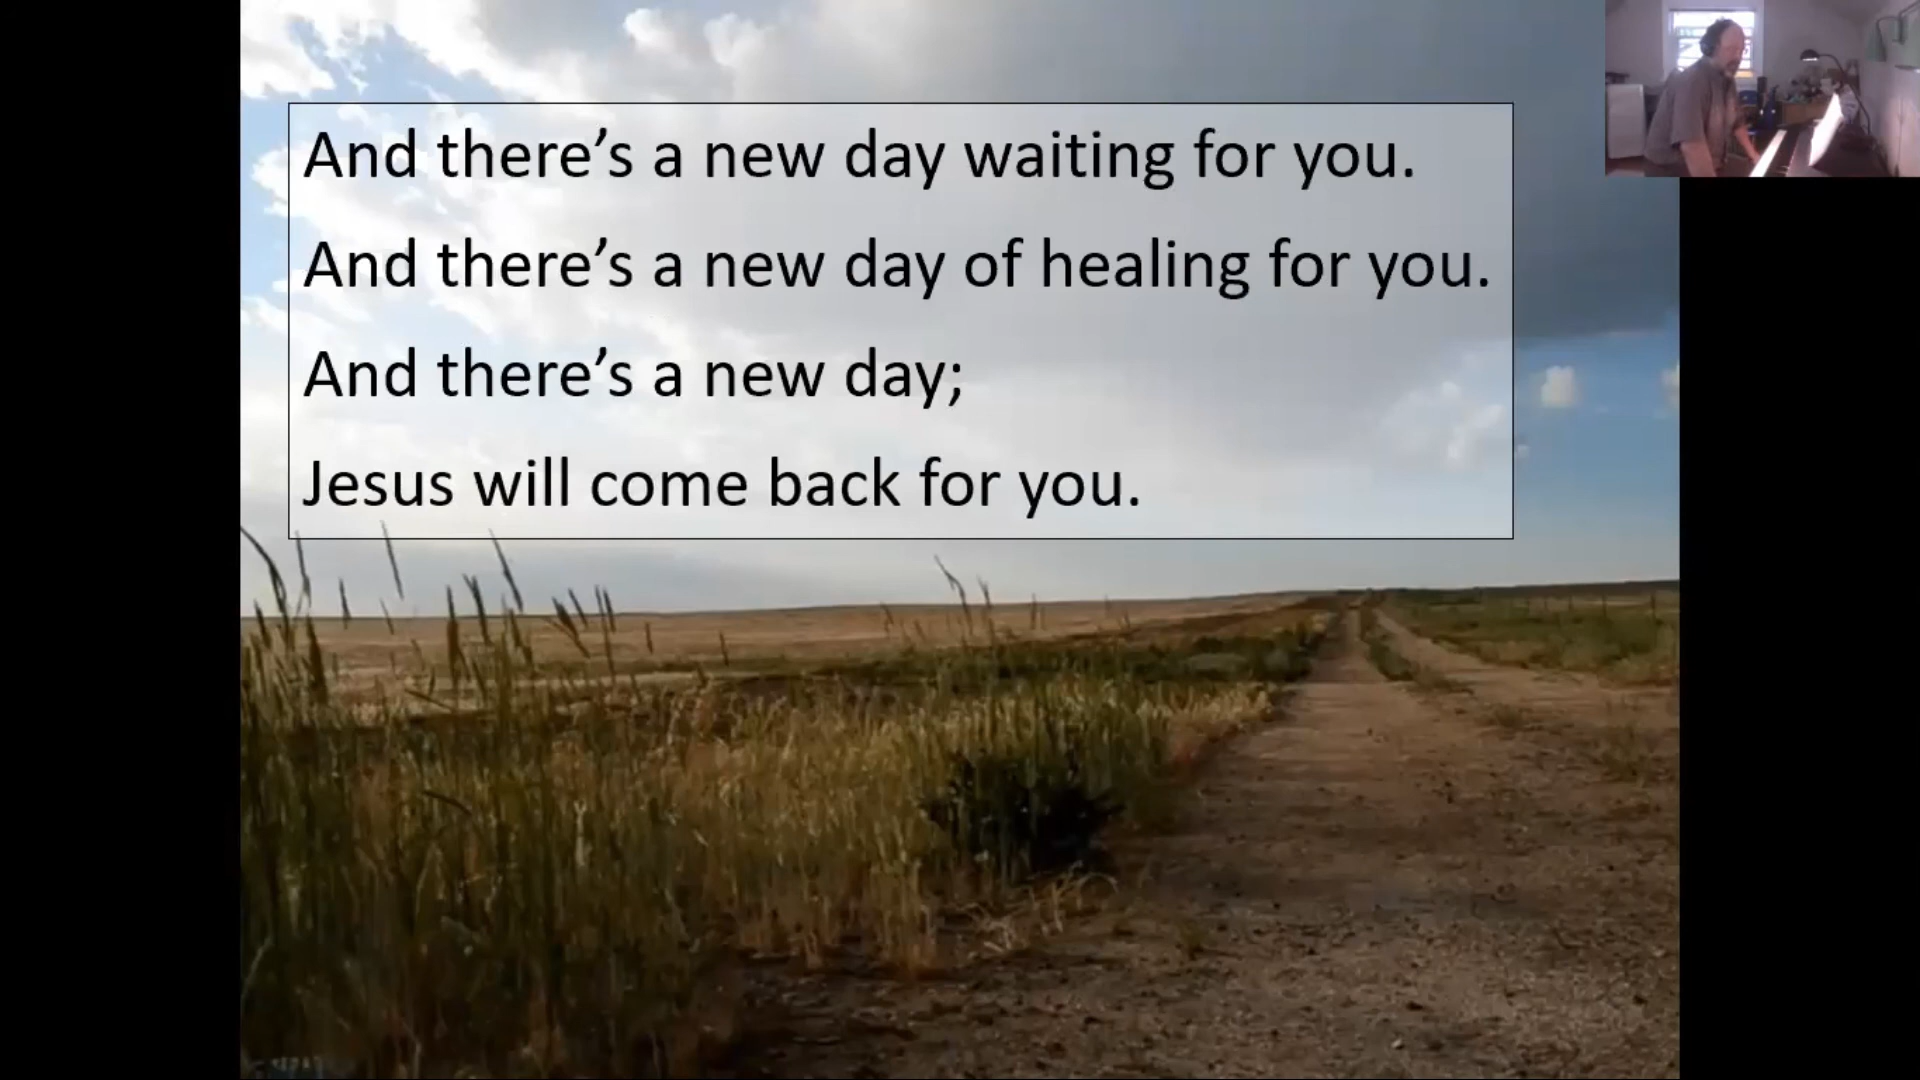 And there’s a new day waiting for you.
And there’s a new day of healing for you.
And there’s a new day;
Jesus will come back for you.